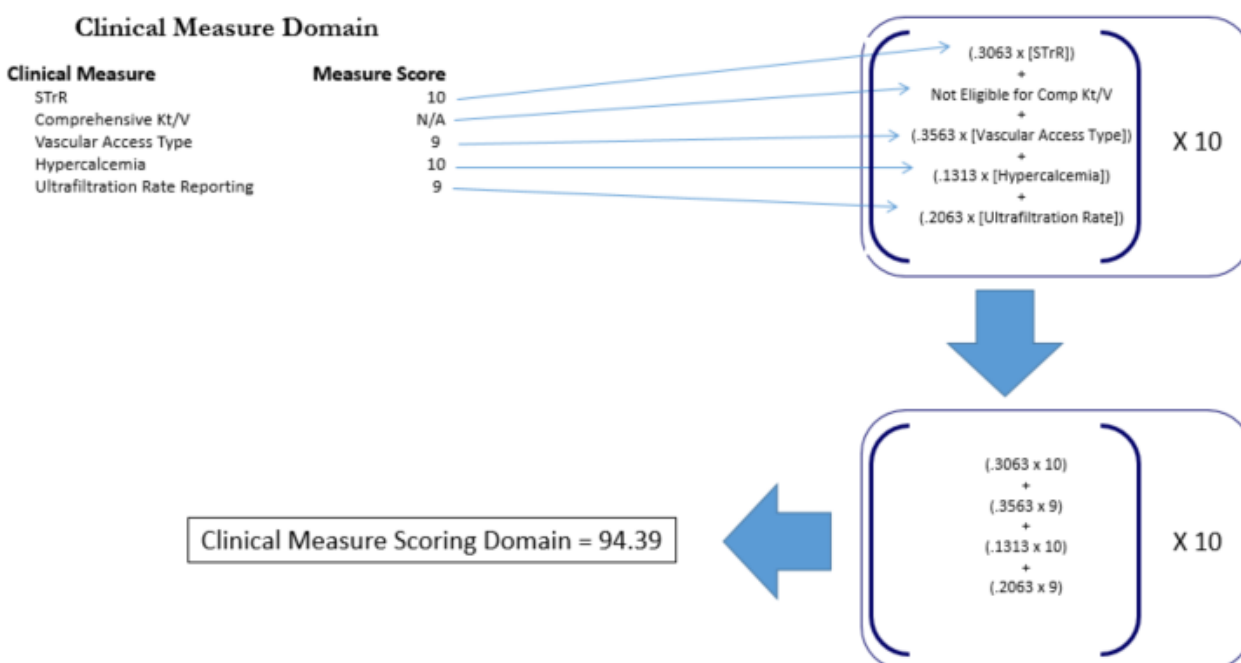 Clinical Measure Domain
Clinical Measure Measure Score
STrR 10
Comprehensive Kt/V N/A
Vascular Access Type 9
Hypercalcemia 10
Ultrafiltration Rate Reporting 9
(.3063 x [STrR])
+
Not Eligible for Comp Kt/V
+
(.3563 x [Vascular Access Type])
+
(.1313 x [Hypercalcemia])
+
(.2063 x [Ultrafiltration Rate])
X 10
(.3063 x 10)
+
(.3563 x 9)
+
(.1313 x 10)
+
(.2063 x 9)
X 10
Clinical Measure Scoring Domain = 94.39